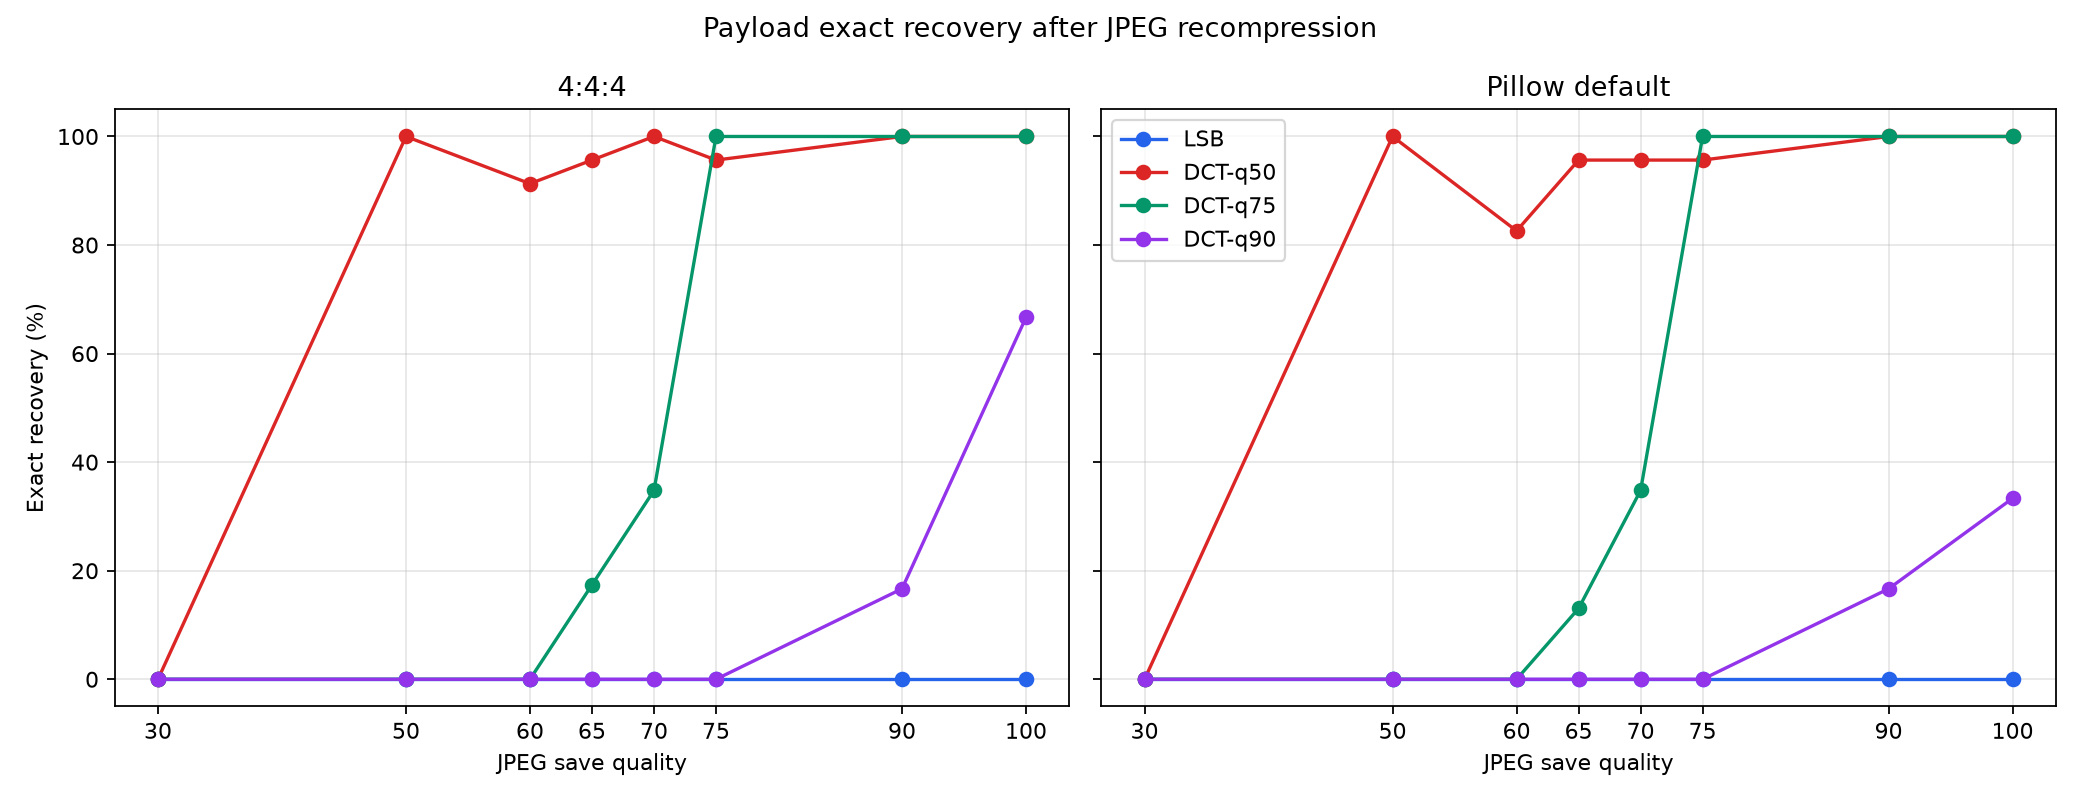 Payload exact recovery after JPEG recompression
4:4:4
Exact recovery (%)
100
80
60
40
20
0
30 50 60 65 70 75 90 100
JPEG save quality
Pillow default
LSB
DCT-q50
DCT-q75
DCT-q90
30 50 60 65 70 75 90 100
JPEG save quality